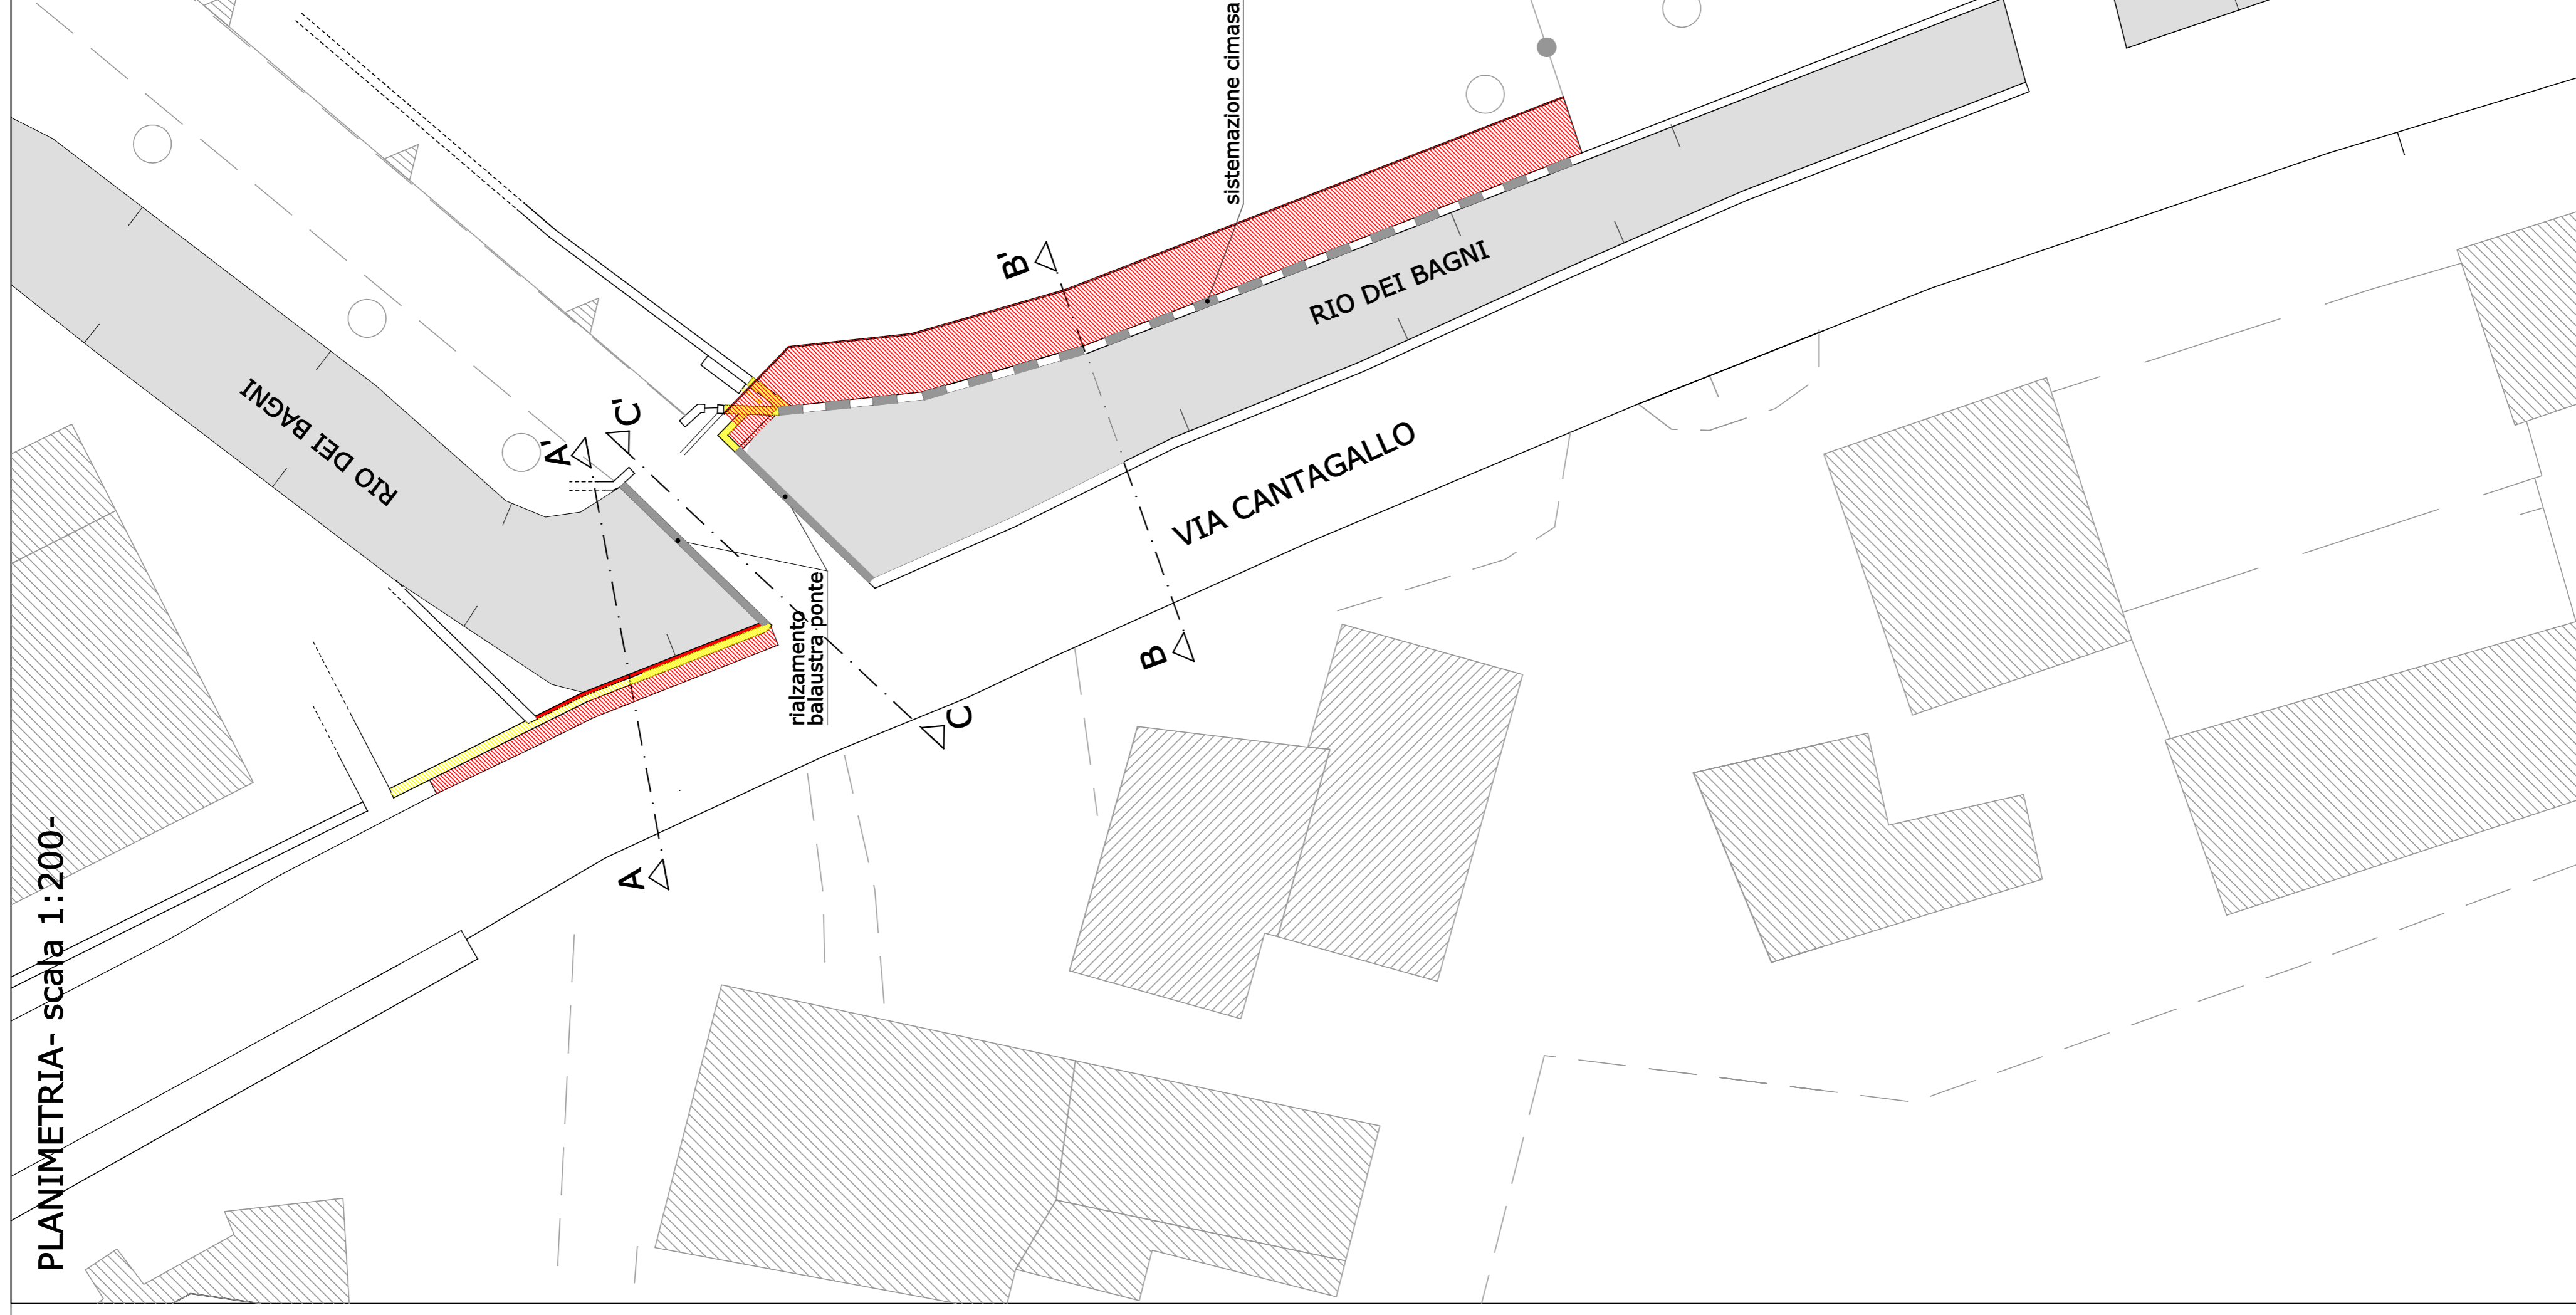 sistemazione cimasa
B'
RIO DEI BAGNI
RIO DEI BAGNI
C'
A'
VIA CANTAGALLO
rialzamento
balaustra ponte
B
C
A
PLANIMETRIA- scala 1:200-